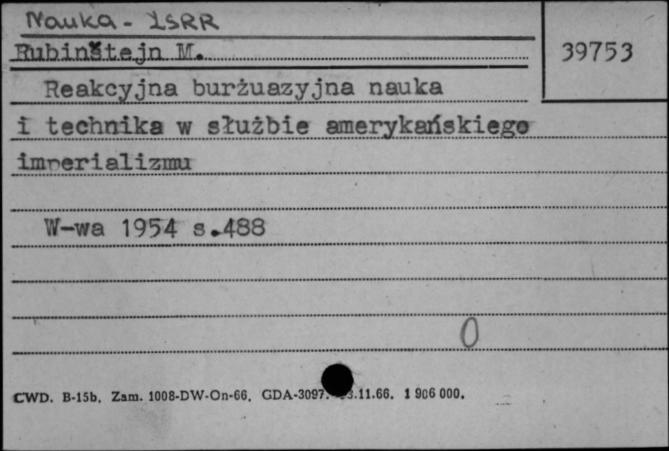 Nauka - ZSRR
Rubinštejn M.
39753
Reakcyjna burżuazyjna nauka
i technika w służbie amerykańskiego
imperializmu
W-wa 1954 s.488
0
CWD. B-15b. Zam. 1008-DW-On-66. GDA-3097. 3.11.66. 1 906 000.